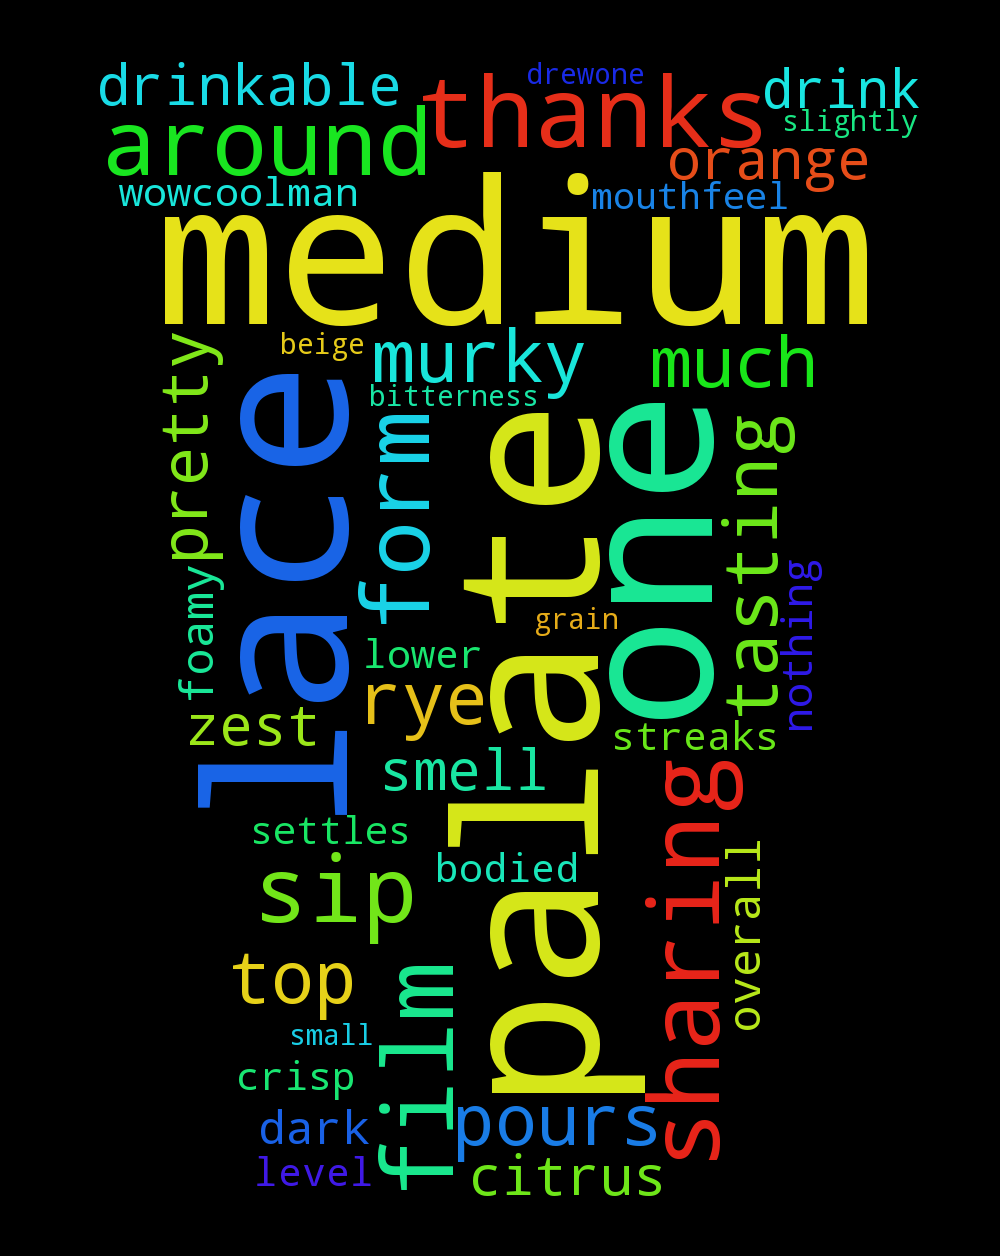 drewone
drinkable
thanks
drink
slightly
around
orange
wowcoolman
mouthfeel
medium
pretty
beige
murky
much
bitterness
lace
form
palate
one
tasting
foamy
nothing
grain
lower
rye
zest
streaks
smell
settles
sip
bodied
sharing
overall
top
film
small
crisp
dark
pours
level
citrus